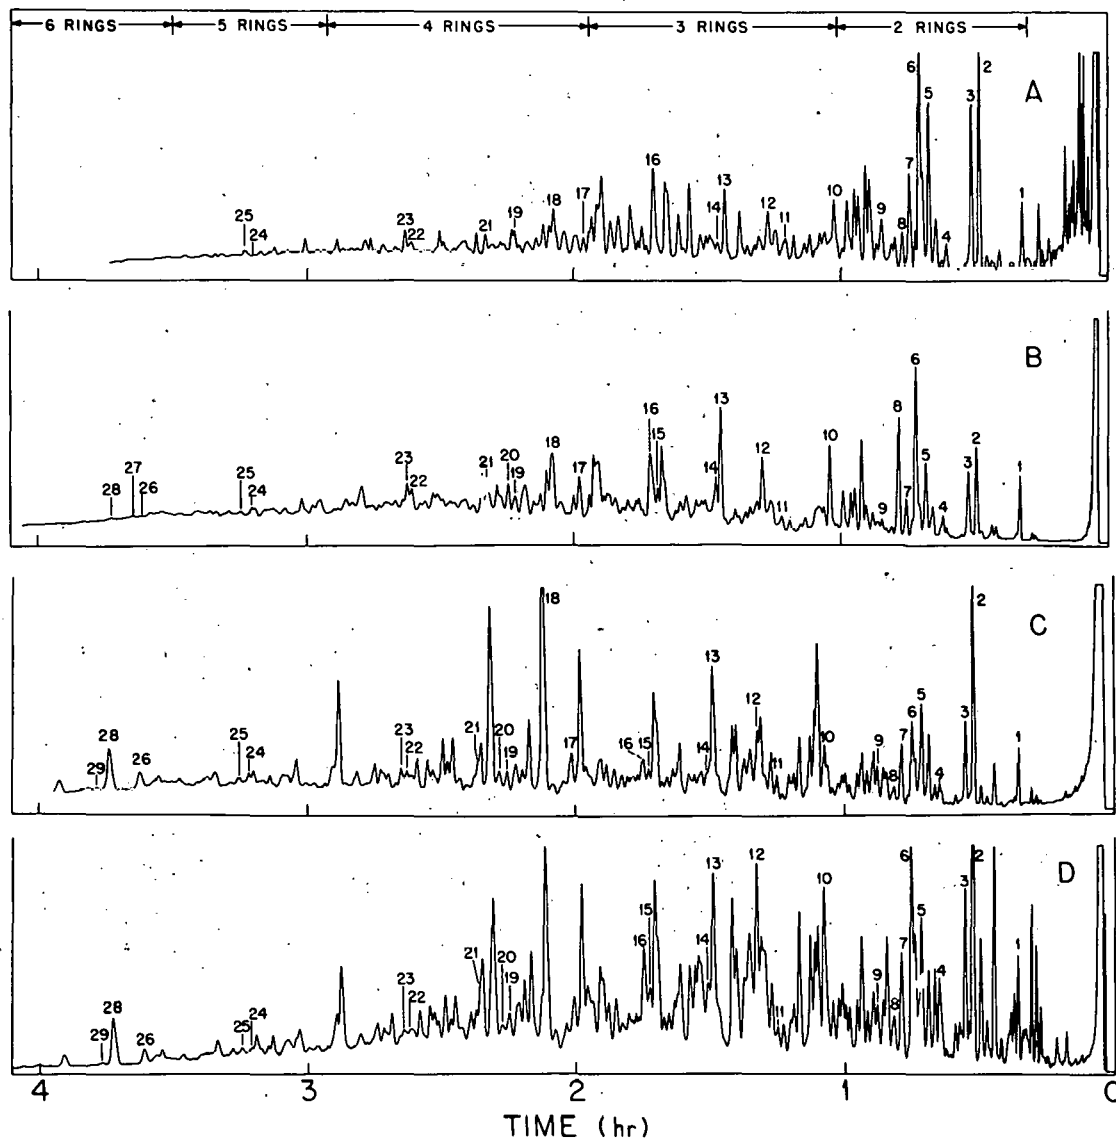 6 RINGS 5 RINGS 4 RINGS 3 RINGS 2 RINGS
A
25 24 23 22 21 19 18 17 16 14 13 12 11 10 9 8 7 6 5 4 3 2 1
B
28 27 26 25 24 23 22 21 20 19 18 17 16 15 14 13 12 11 10 9 8 7 6 5 4 3 2 1
C
29 28 26 25 24 23 22 21 20 19 18 17 16 15 14 13 12 11 10 9 8 7 6 5 4 3 2 1
D
29 28 26 25 24 23 22 21 20 19 16 15 14 13 12 11 10 9 8 7 6 5 4 3 2 1
4 3 2 1 0
TIME (hr)